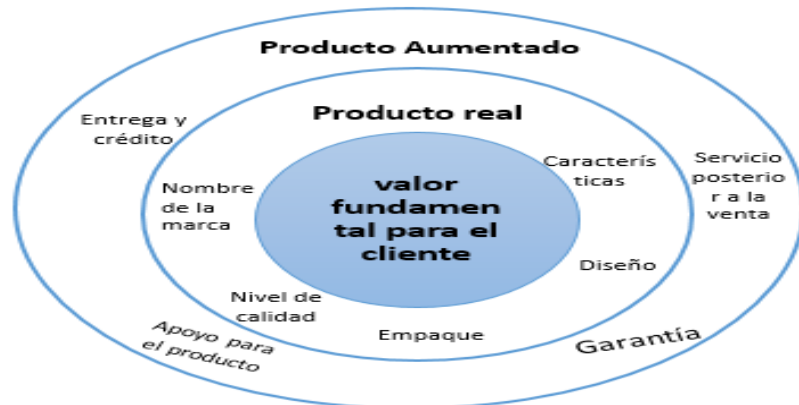 Producto Aumentado
Producto real
Entrega y
crédito
Nombre
de la
marca
valor
fundamen
tal para el
cliente
Caracterís
ticas
Servicio
posterio
r a la
venta
Diseño
Nivel de
calidad
Empaque
Apoyo para
el producto
Garantía